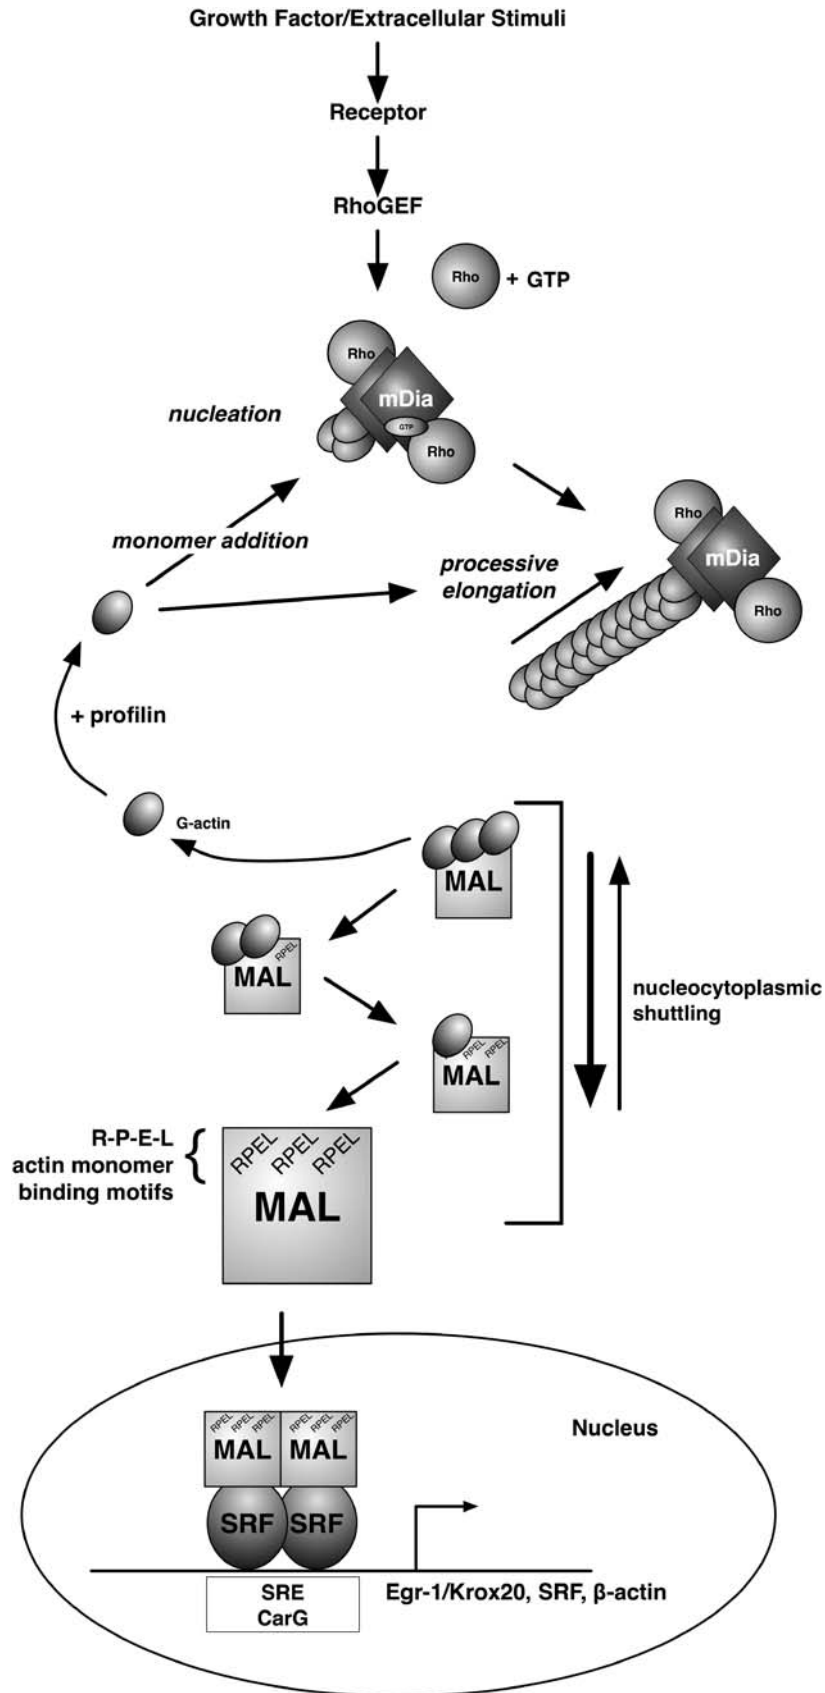 Growth Factor/Extracellular Stimuli
Receptor
RhoGEF
Rho + GTP
Rho
nucleation
mDia
GTP
Rho
Rho
monomer addition
processive
elongation
mDia
Rho
+ profilin
G-actin
MAL
RPEL
MAL
nucleocytoplasmic
shuttling
RPEL RPEL
MAL
R-P-E-L
actin monomer
binding motifs
{
RPEL RPEL RPEL
MAL
Nucleus
RPEL RPEL RPEL RPEL RPEL RPEL
MAL MAL
SRF SRF
SRE
CarG
Egr-1/Krox20, SRF, β-actin